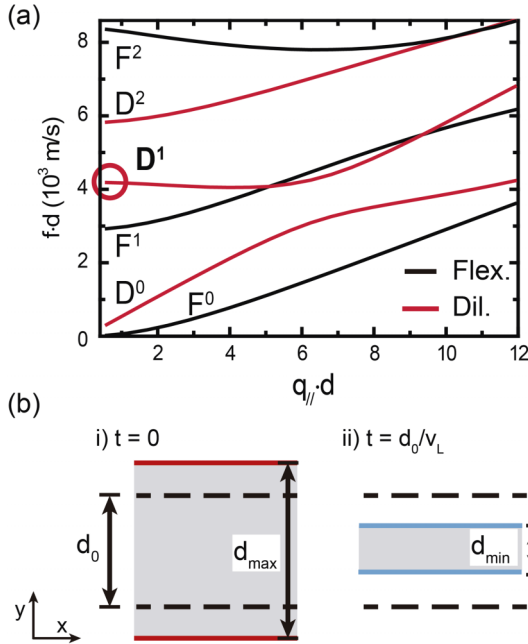 (a)
8
6
4
2
0
f·d (10³ m/s)
F²
D²
D¹
F¹
D⁰
F⁰
Flex.
Dil.
2
4
6
8
10
12
q//·d
(b)
i) t = 0
ii) t = d₀/v_L
d₀
d_max
d_min
y
x